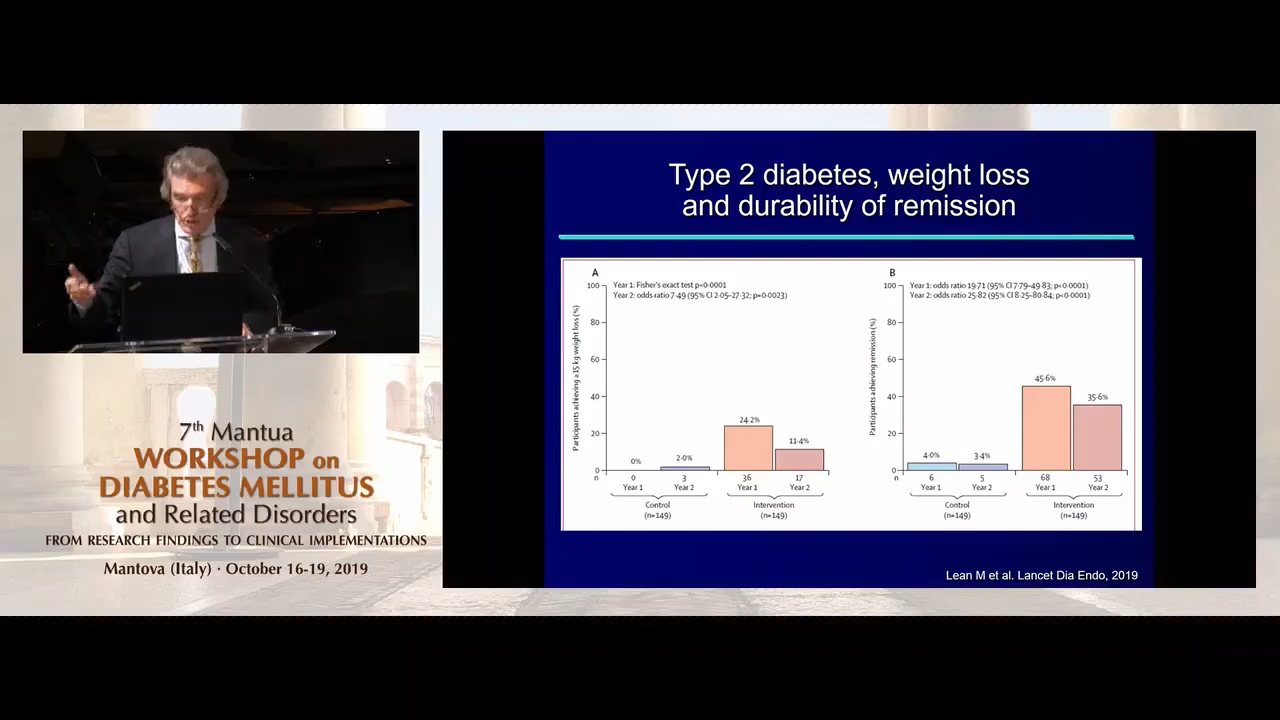 Type 2 diabetes, weight loss
and durability of remission
A
Year 1: Fisher's exact test p<0·0001
Year 2: odds ratio 7·49 (95% CI 2·05–27·32; p=0·0023)
Participants achieving ≥15 kg weight loss (%)
100
80
60
40
20
0
0%
2·0%
24·2%
11·4%
n
0
3
36
17
Year 1
Year 2
Year 1
Year 2
Control
(n=149)
Intervention
(n=149)
B
Year 1: odds ratio 19·71 (95% CI 7·79–49·83; p<0·0001)
Year 2: odds ratio 25·82 (95% CI 8·25–80·84; p<0·0001)
Participants achieving remission (%)
100
80
60
40
20
0
4·0%
3·4%
45·6%
35·6%
n
6
5
68
53
Year 1
Year 2
Year 1
Year 2
Control
(n=149)
Intervention
(n=149)
Lean M et al. Lancet Dia Endo, 2019
7th Mantua
WORKSHOP on
DIABETES MELLITUS
and Related Disorders
FROM RESEARCH FINDINGS TO CLINICAL IMPLEMENTATIONS
Mantova (Italy) · October 16-19, 2019